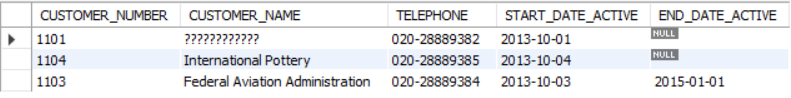 CUSTOMER_NUMBER CUSTOMER_NAME TELEPHONE START_DATE_ACTIVE END_DATE_ACTIVE
1101 ???????????? 020-28889382 2013-10-01 NULL
1104 International Pottery 020-28889385 2013-10-04 NULL
1103 Federal Aviation Administration 020-28889384 2013-10-03 2015-01-01